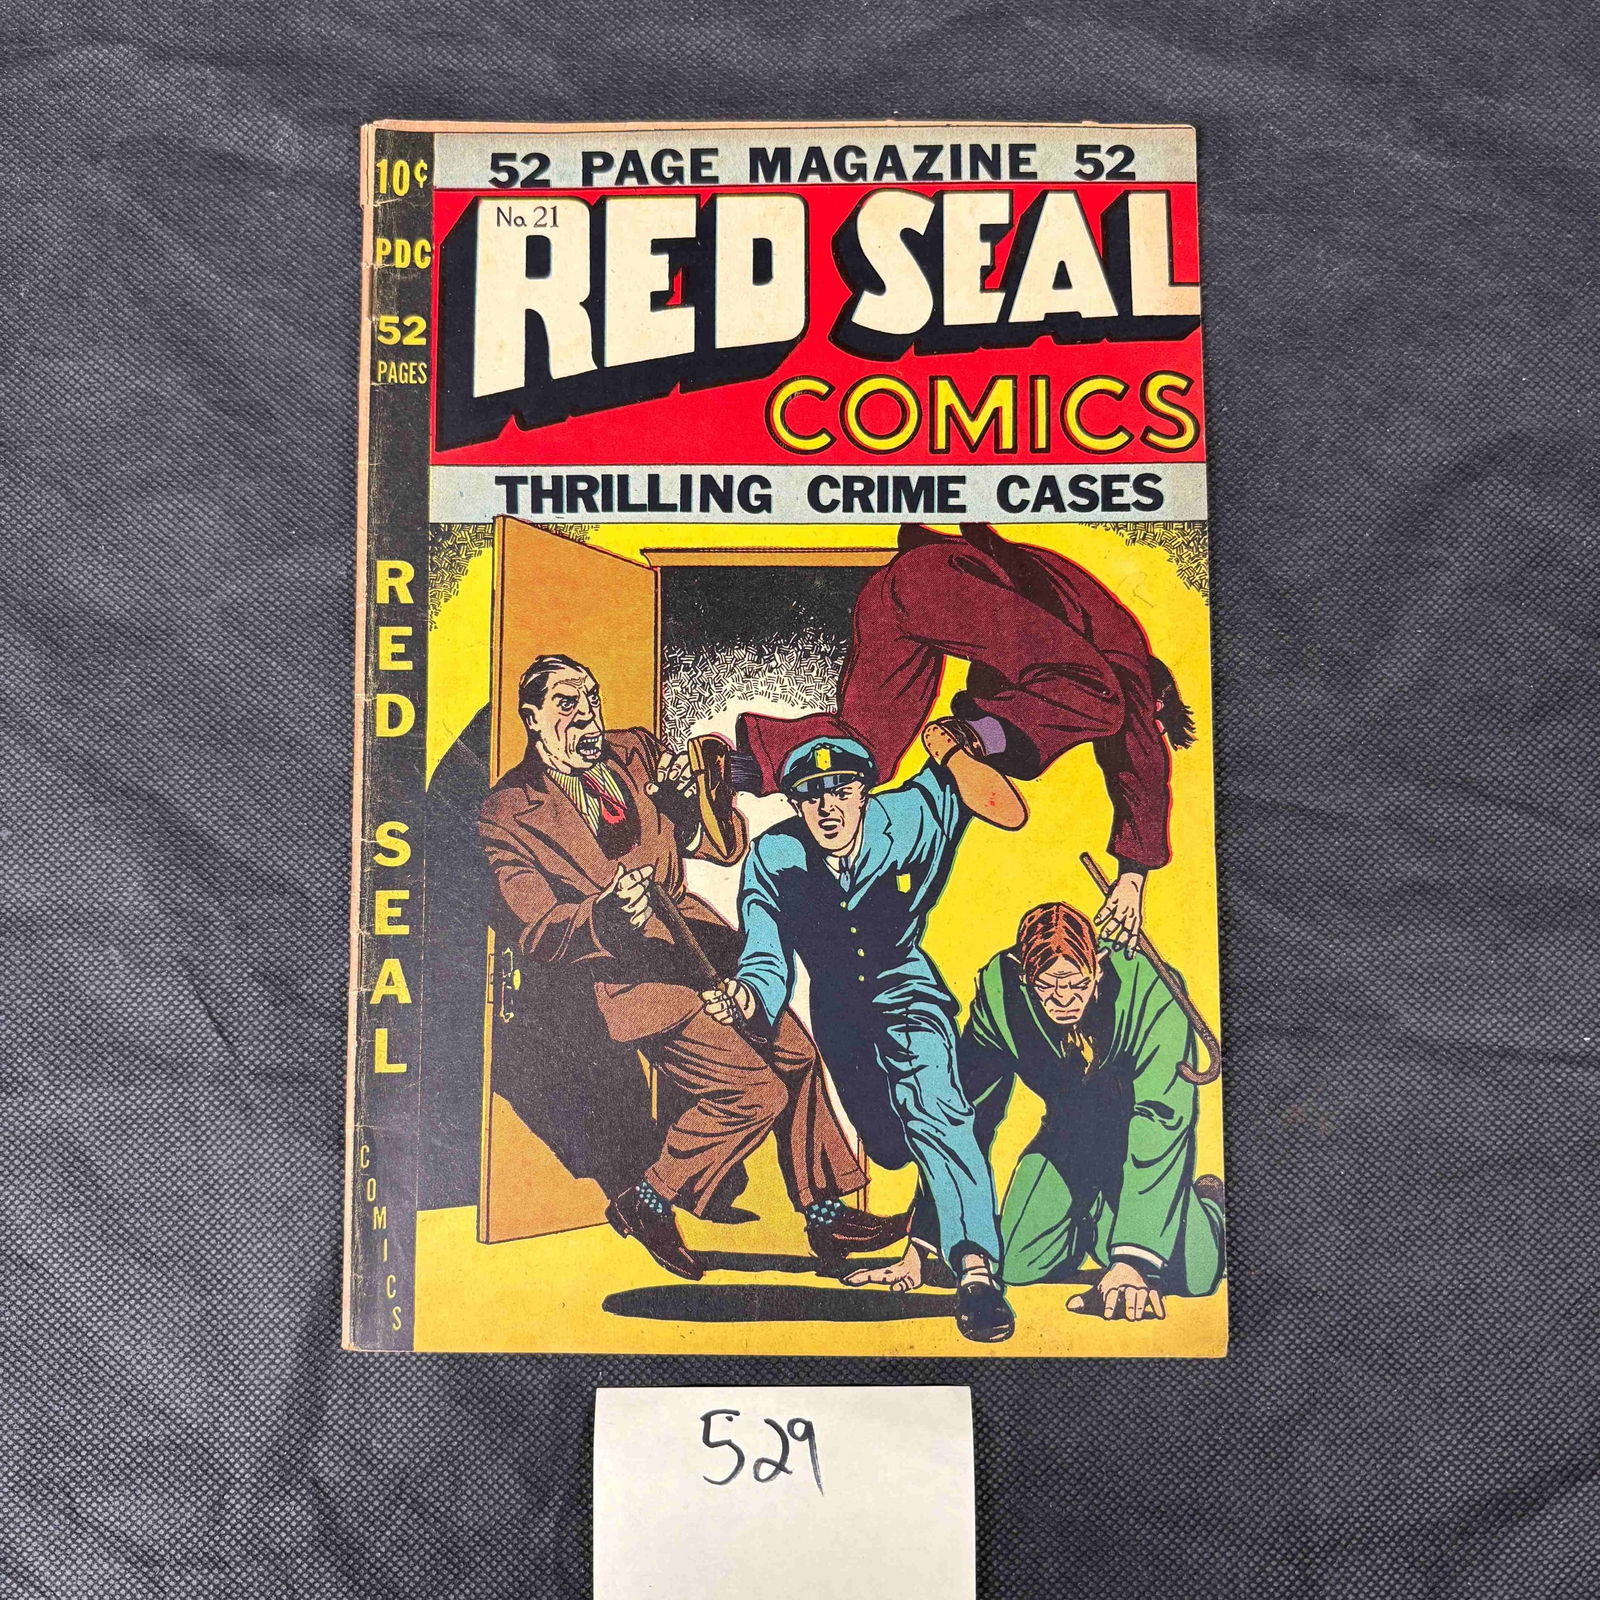 52 PAGE MAGAZINE 52
10¢
PDC
52
PAGES
RED SEAL
COMICS
No. 21
RED SEAL
COMICS
THRILLING CRIME CASES
529